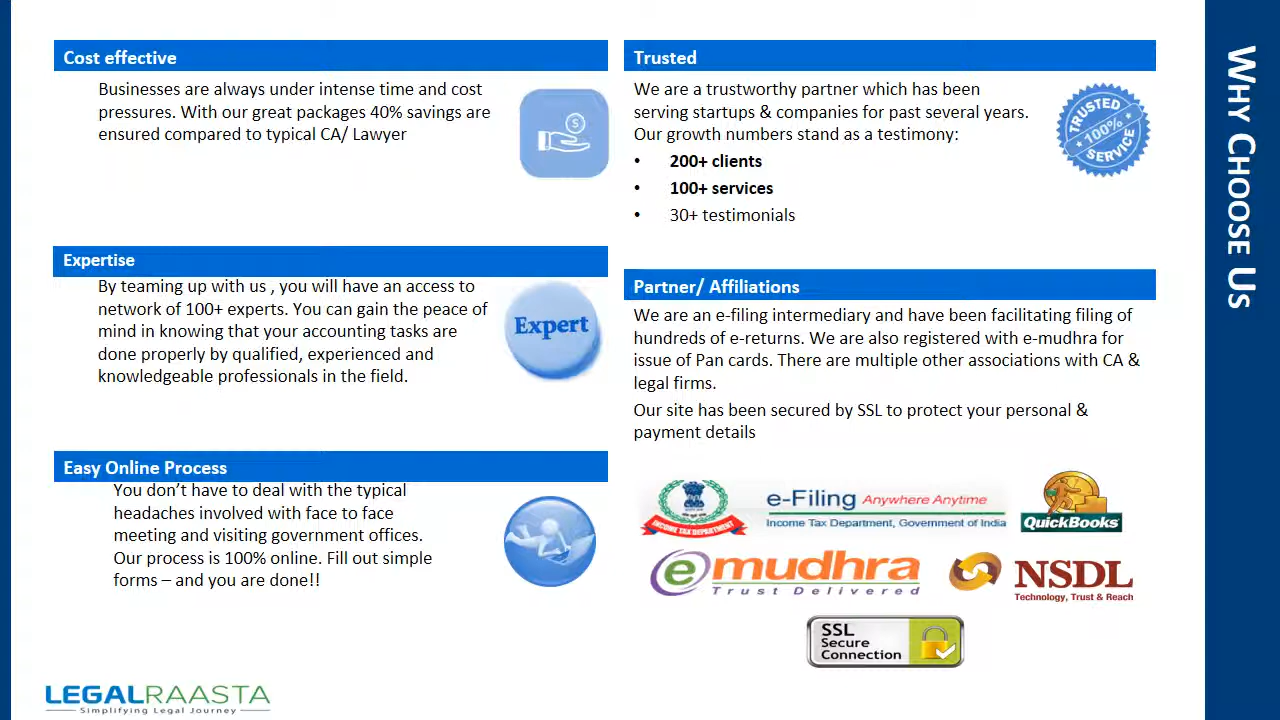 Cost effective
Businesses are always under intense time and cost
pressures. With our great packages 40% savings are
ensured compared to typical CA/ Lawyer
$
Expertise
By teaming up with us , you will have an access to
network of 100+ experts. You can gain the peace of
mind in knowing that your accounting tasks are
done properly by qualified, experienced and
knowledgeable professionals in the field.
Expert
Easy Online Process
You don’t have to deal with the typical
headaches involved with face to face
meeting and visiting government offices.
Our process is 100% online. Fill out simple
forms – and you are done!!
Trusted
We are a trustworthy partner which has been
serving startups & companies for past several years.
Our growth numbers stand as a testimony:
• 200+ clients
• 100+ services
• 30+ testimonials
TRUSTED
100%
SERVICE
Partner/ Affiliations
We are an e-filing intermediary and have been facilitating filing of
hundreds of e-returns. We are also registered with e-mudhra for
issue of Pan cards. There are multiple other associations with CA &
legal firms.
Our site has been secured by SSL to protect your personal &
payment details
INCOME TAX DEPARTMENT
e-Filing Anywhere Anytime
Income Tax Department, Government of India
QuickBooks
emudhra
Trust Delivered
NSDL
Technology, Trust & Reach
SSL
Secure
Connection
LEGALRAASTA
Simplifying Legal Journey
WHY CHOOSE US